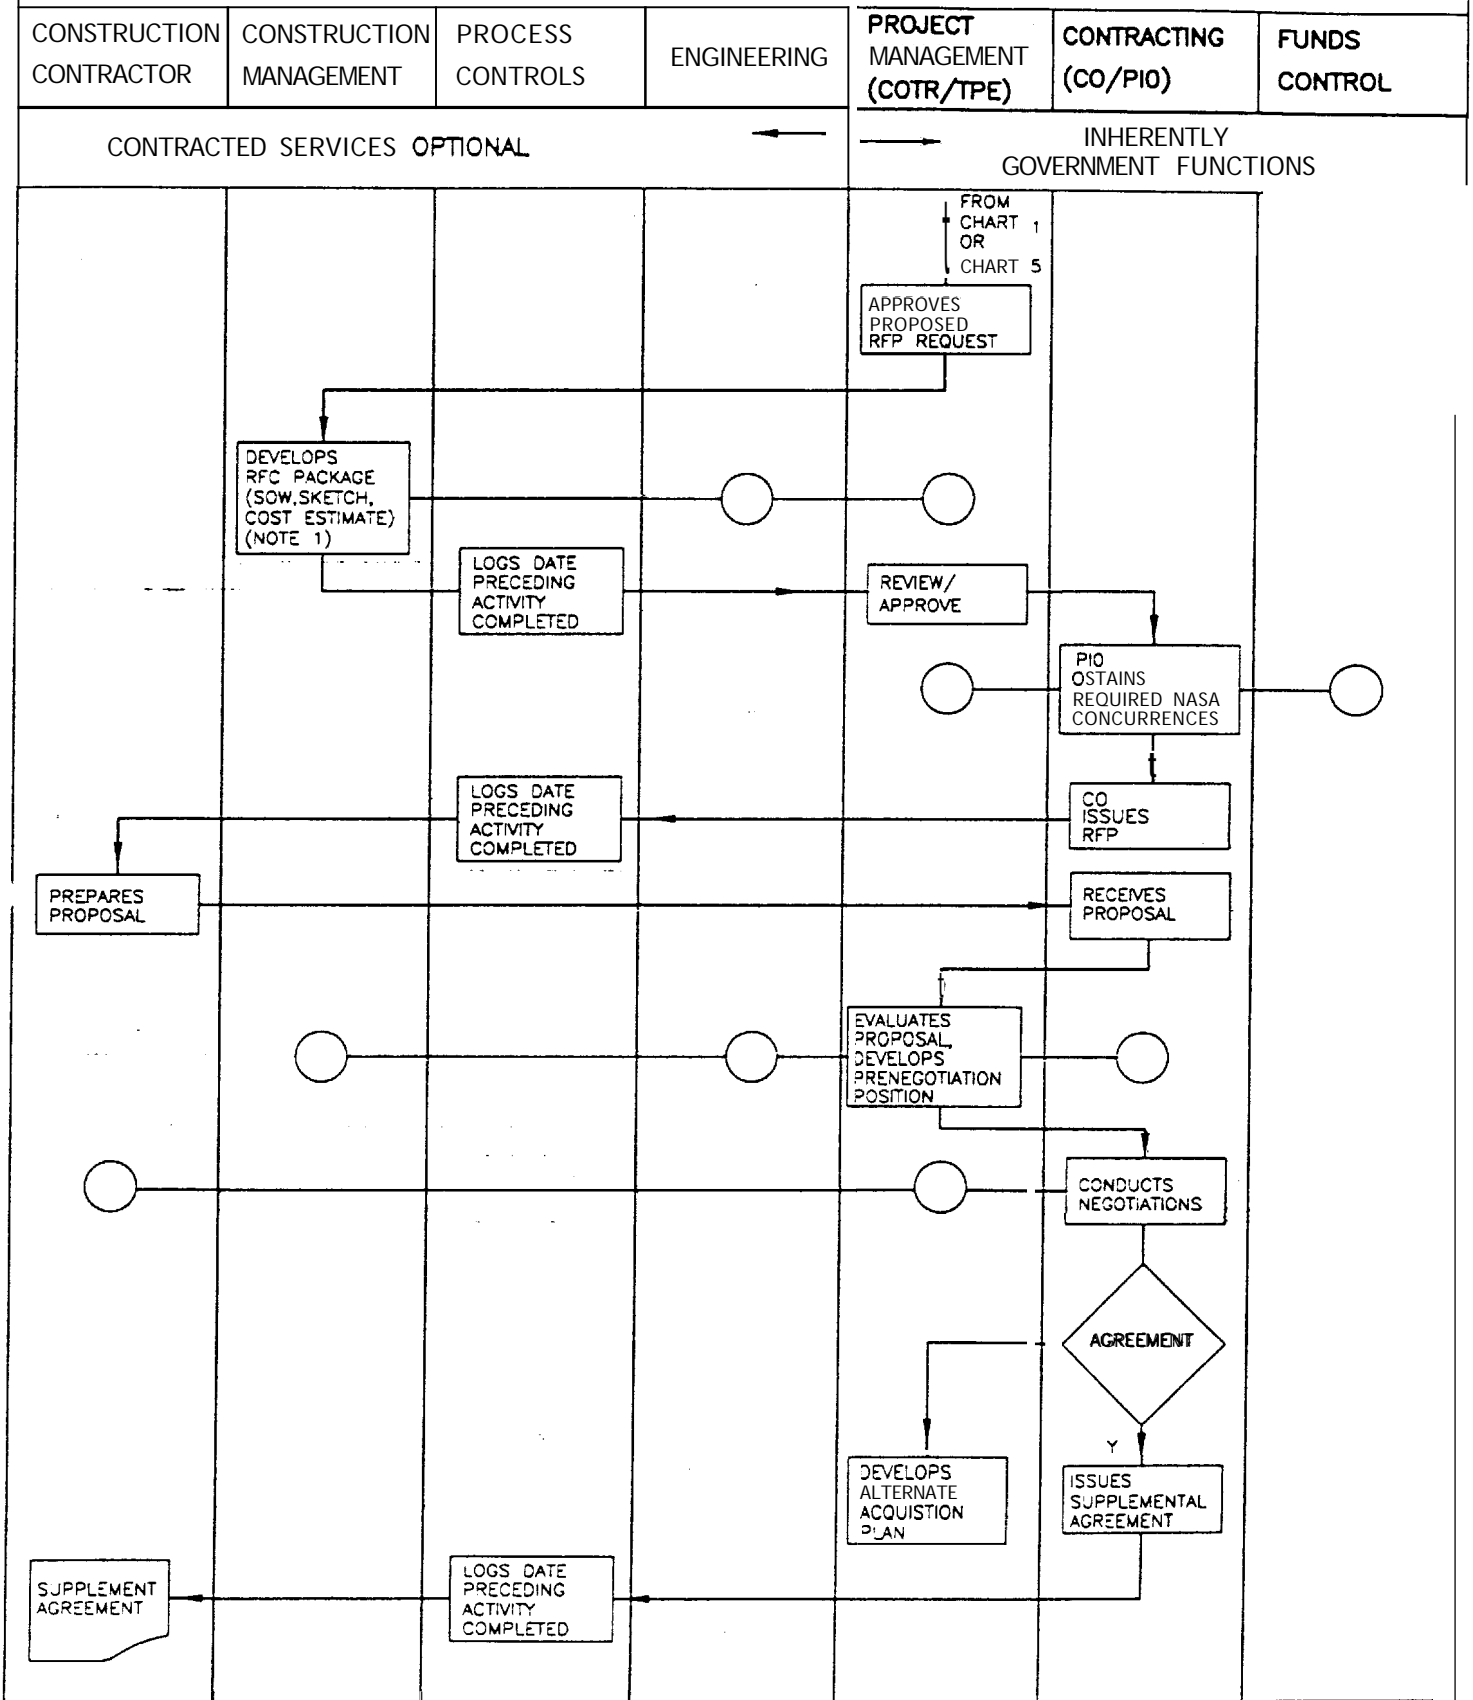 CONSTRUCTION
CONTRACTOR
CONSTRUCTION
MANAGEMENT
PROCESS
CONTROLS
ENGINEERING
PROJECT
MANAGEMENT
(COTR/TPE)
CONTRACTING
(CO/PIO)
FUNDS
CONTROL
CONTRACTED SERVICES OPTIONAL
INHERENTLY
GOVERNMENT FUNCTIONS
FROM
CHART 1
OR
CHART 5
APPROVES
PROPOSED
RFP REQUEST
DEVELOPS
RFC PACKAGE
(SOW,SKETCH,
COST ESTIMATE)
(NOTE 1)
LOGS DATE
PRECEDING
ACTIVITY
COMPLETED
REVIEW/
APPROVE
PIO
OSTAINS
REQUIRED NASA
CONCURRENCES
LOGS DATE
PRECEDING
ACTIVITY
COMPLETED
CO
ISSUES
RFP
PREPARES
PROPOSAL
RECEIVES
PROPOSAL
EVALUATES
PROPOSAL,
DEVELOPS
PRENEGOTIATION
POSITION
CONDUCTS
NEGOTIATIONS
AGREEMENT
Y
DEVELOPS
ALTERNATE
ACQUISTION
PLAN
ISSUES
SUPPLEMENTAL
AGREEMENT
SUPPLEMENT
AGREEMENT
LOGS DATE
PRECEDING
ACTIVITY
COMPLETED